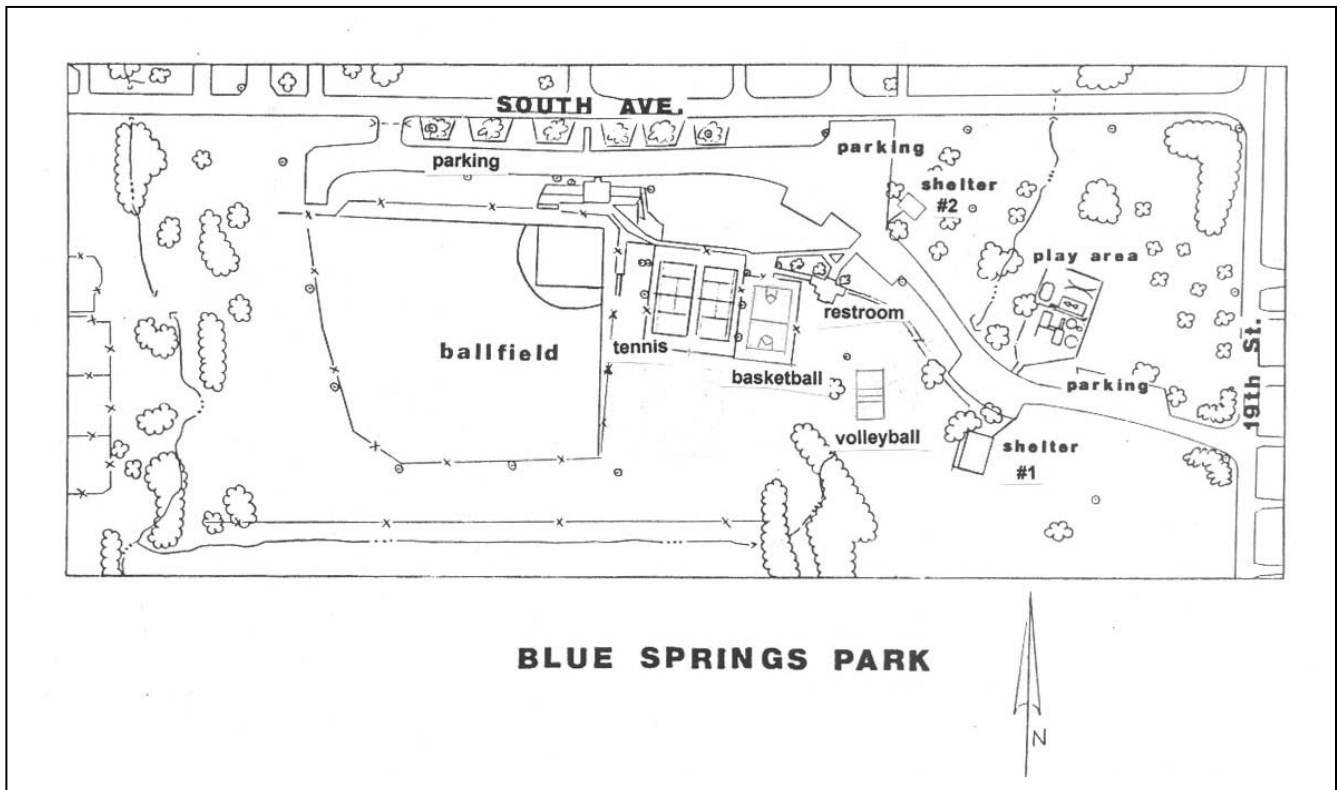 SOUTH AVE.
parking
parking
shelter
#2
play area
restroom
19th St.
ballfield
tennis
basketball
parking
volleyball
shelter
#1
BLUE SPRINGS PARK
N